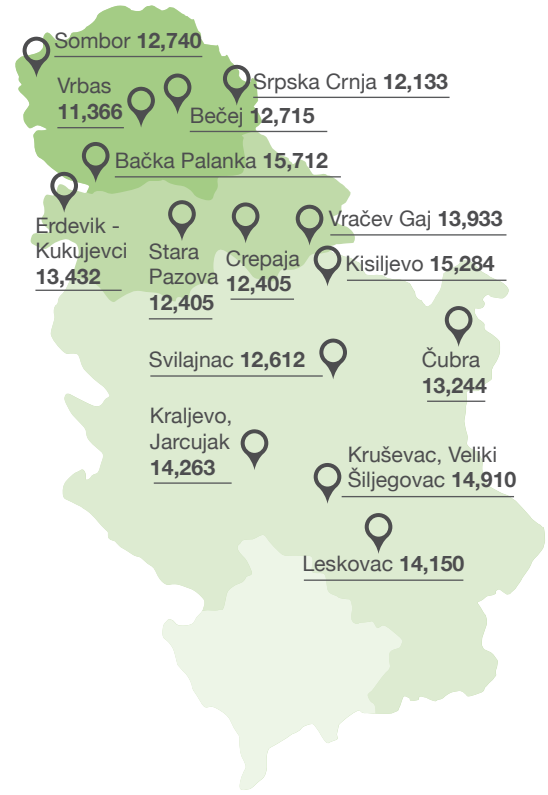 Sombor 12,740
Vrbas
11,366
Srpska Crnja 12,133
Bečej 12,715
Bačka Palanka 15,712
Erdevik -
Kukujevci
13,432
Stara
Pazova
12,405
Crepaja
12,405
Vračev Gaj 13,933
Kisiljevo 15,284
Svilajnac 12,612
Čubra
13,244
Kraljevo,
Jarcujak
14,263
Kruševac, Veliki
Šiljegovac 14,910
Leskovac 14,150